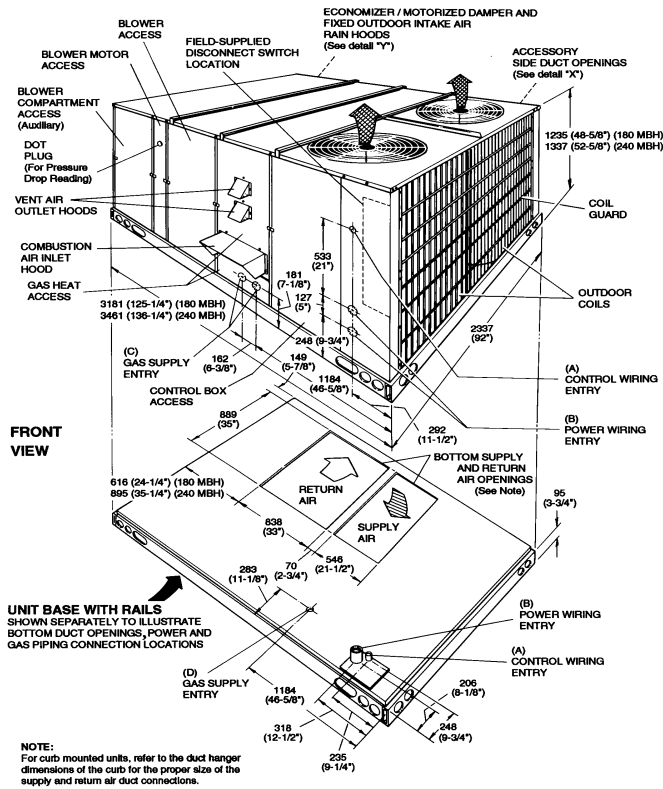 ECONOMIZER / MOTORIZED DAMPER AND
FIXED OUTDOOR INTAKE AIR
RAIN HOODS
(See detail "Y")
BLOWER
ACCESS
FIELD-SUPPLIED
DISCONNECT SWITCH
LOCATION
BLOWER MOTOR
ACCESS
ACCESSORY
SIDE DUCT OPENINGS
(See detail "X")
BLOWER
COMPARTMENT
ACCESS
(Auxiliary)
DOT
PLUG
(For Pressure
Drop Reading)
VENT AIR
OUTLET HOODS
COMBUSTION
AIR INLET
HOOD
GAS HEAT
ACCESS
1235 (48-5/8") (180 MBH)
1337 (52-5/8") (240 MBH)
COIL
GUARD
OUTDOOR
COILS
533
(21")
181
(7-1/8")
127
(5")
3181 (125-1/4") (180 MBH)
3461 (136-1/4") (240 MBH)
248 (9-3/4")
2337
(92")
(C)
GAS SUPPLY
ENTRY
162
(6-3/8")
149
(5-7/8")
1184
(46-5/8")
CONTROL BOX
ACCESS
(A)
CONTROL WIRING
ENTRY
(B)
POWER WIRING
ENTRY
292
(11-1/2")
889
(35")
FRONT
VIEW
BOTTOM SUPPLY
AND RETURN
AIR OPENINGS
(See Note)
616 (24-1/4") (180 MBH)
895 (35-1/4") (240 MBH)
RETURN
AIR
SUPPLY
AIR
95
(3-3/4")
838
(33")
70
(2-3/4")
546
(21-1/2")
283
(11-1/8")
UNIT BASE WITH RAILS
SHOWN SEPARATELY TO ILLUSTRATE
BOTTOM DUCT OPENINGS, POWER AND
GAS PIPING CONNECTION LOCATIONS
(B)
POWER WIRING
ENTRY
(A)
CONTROL WIRING
ENTRY
(D)
GAS SUPPLY
ENTRY
1184
(46-5/8")
206
(8-1/8")
318
(12-1/2")
248
(9-3/4")
235
(9-1/4")
NOTE:
For curb mounted units, refer to the duct hanger
dimensions of the curb for the proper size of the
supply and return air duct connections.